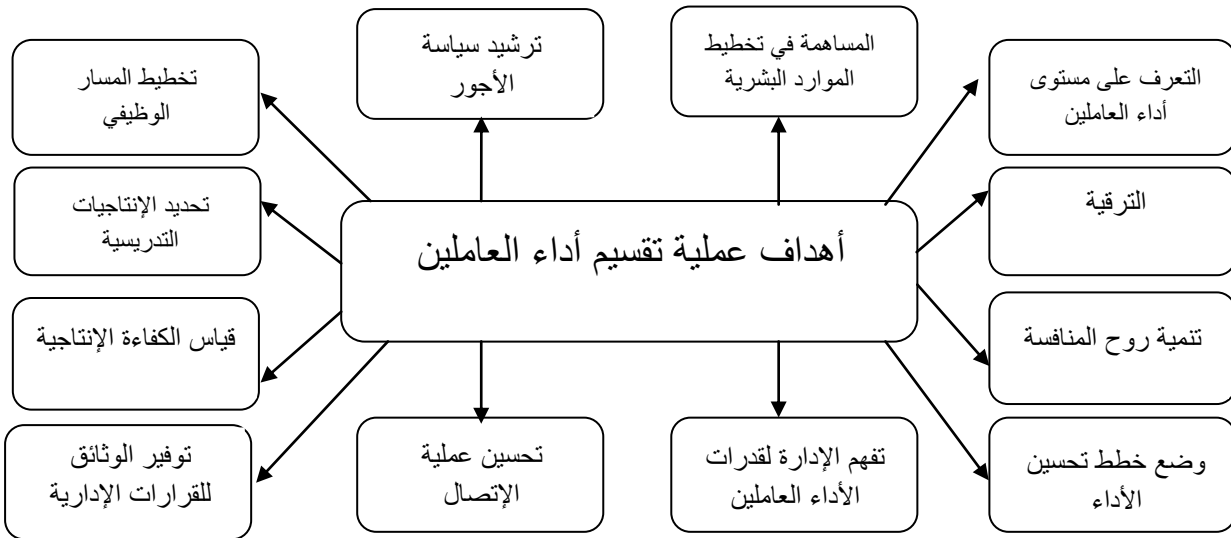 المساهمة في تخطيط
الموارد البشرية
ترشيد سياسة
الأجور
التعرف على مستوى
أداء العاملين
تخطيط المسار
الوظيفي
الترقية
تحديد الإنتاجيات
التدريسية
أهداف عملية تقسيم أداء العاملين
تنمية روح المنافسة
قياس الكفاءة الإنتاجية
وضع خطط تحسين
الأداء
تفهم الإدارة لقدرات
الأداء العاملين
تحسين عملية
الإتصال
توفير الوثائق
للقرارات الإدارية